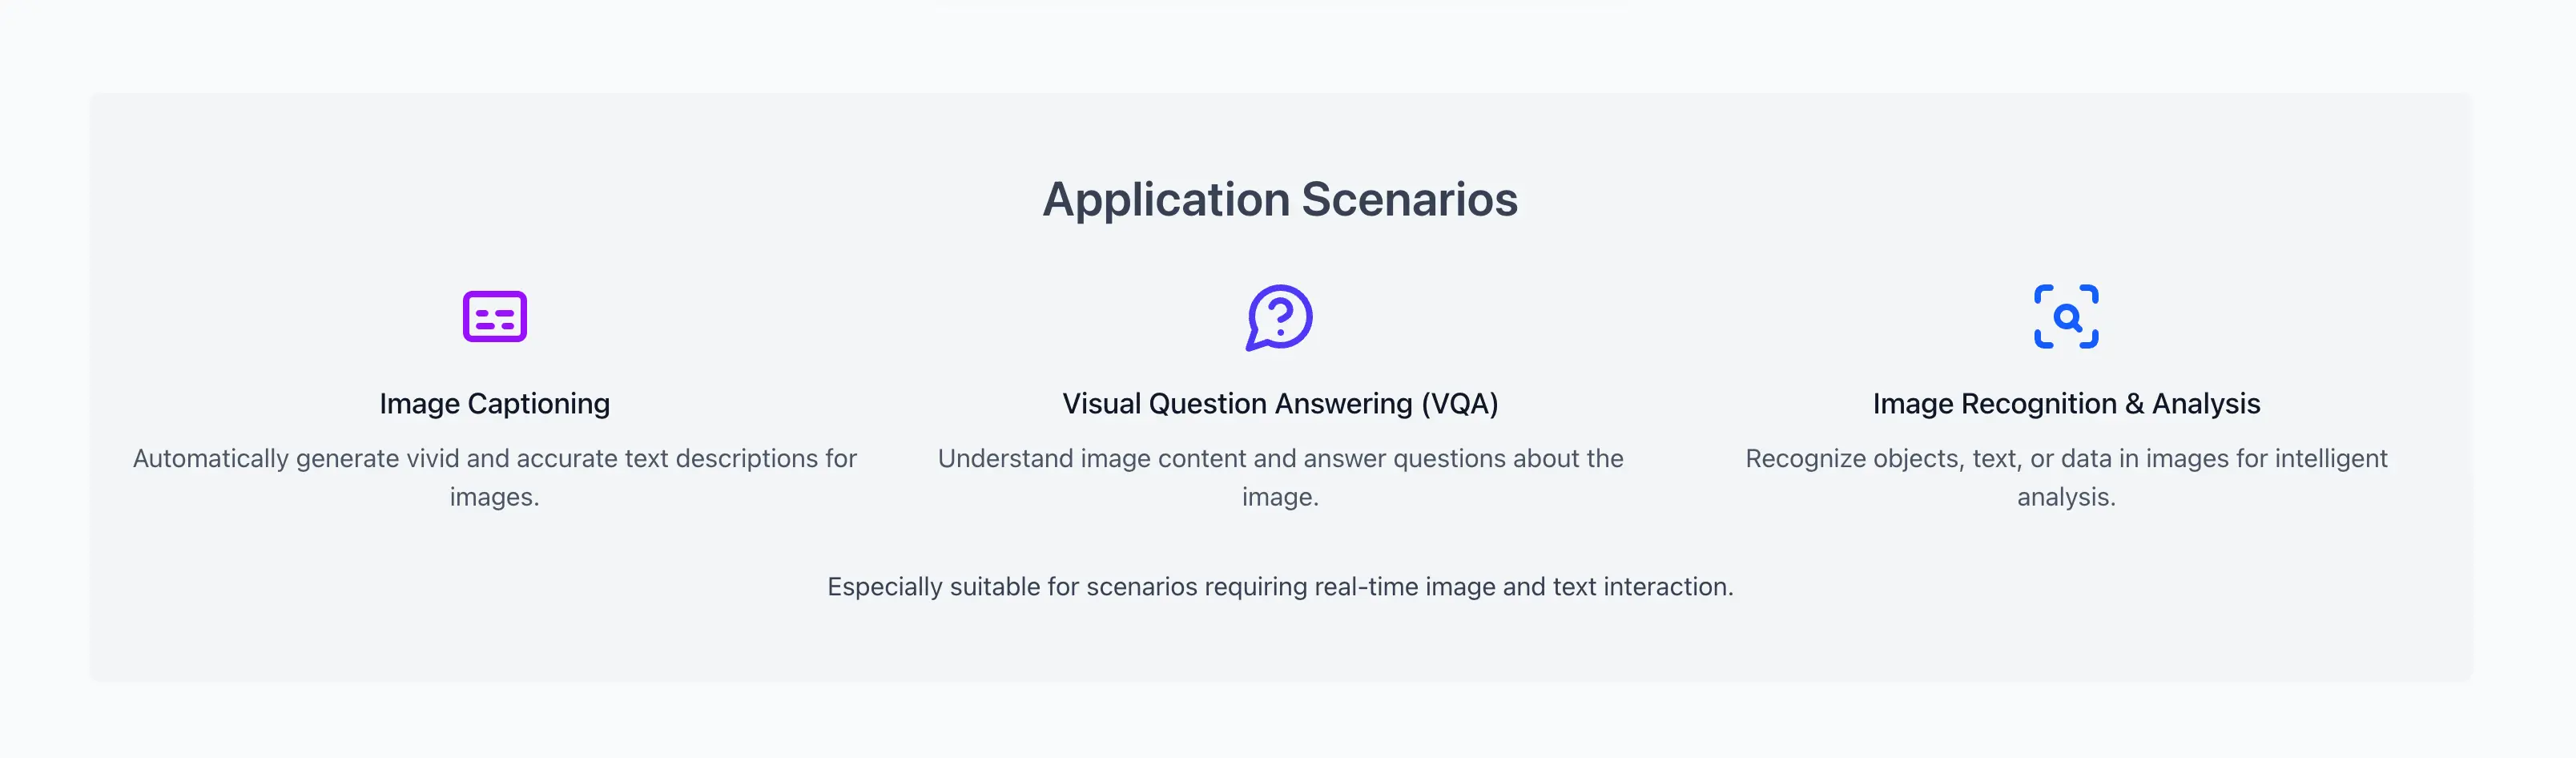 Application Scenarios
Image Captioning
Automatically generate vivid and accurate text descriptions for
images.
Visual Question Answering (VQA)
Understand image content and answer questions about the
image.
Image Recognition & Analysis
Recognize objects, text, or data in images for intelligent
analysis.
Especially suitable for scenarios requiring real-time image and text interaction.